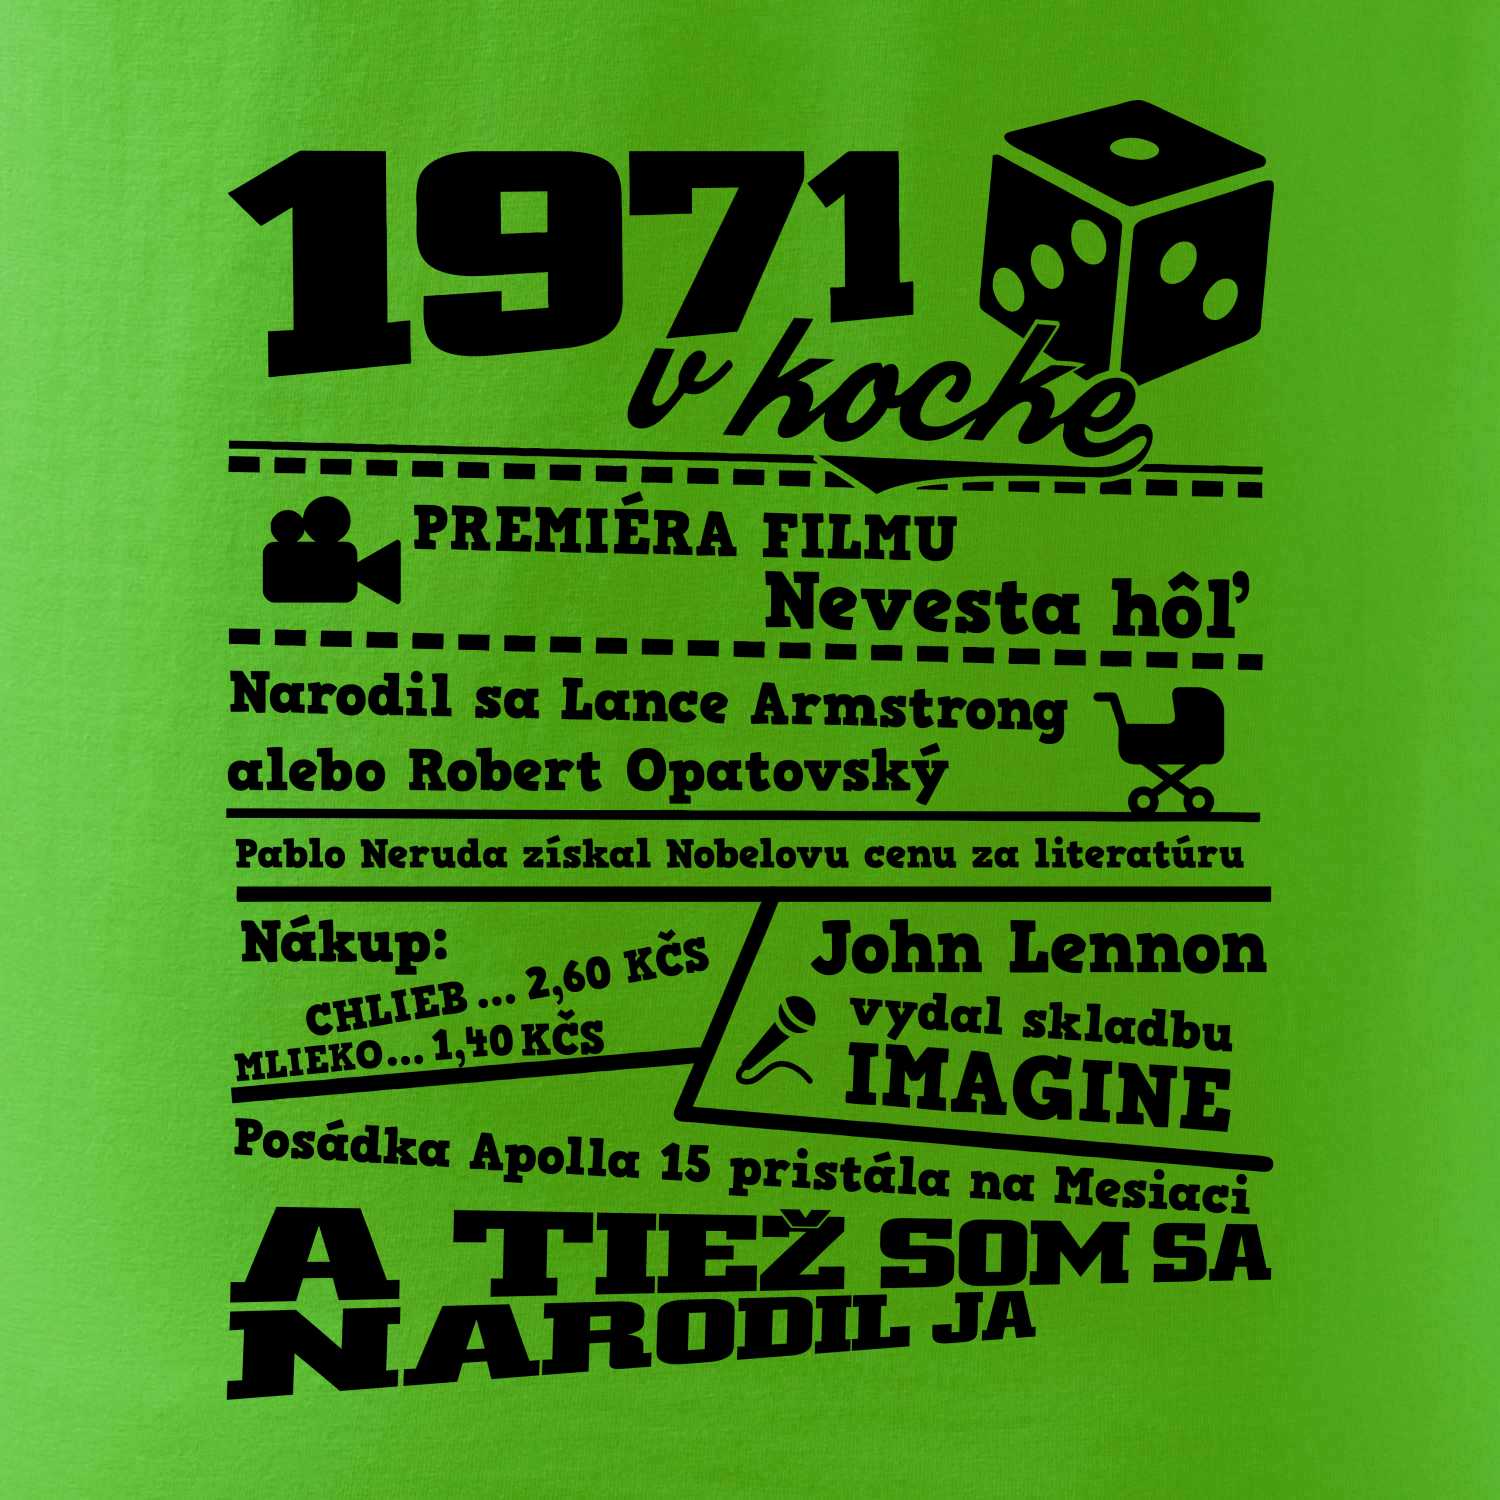 1971
v kocke
PREMIÉRA FILMU
Nevesta hôľ
Narodil sa Lance Armstrong
alebo Robert Opatovský
Pablo Neruda získal Nobelovu cenu za literatúru
Nákup:
CHLIEB ... 2,60 KČS
MLIEKO... 1,40 KČS
John Lennon
vydal skladbu
IMAGINE
Posádka Apolla 15 pristála na Mesiaci
A TIEŽ SOM SA
NARODIL JA